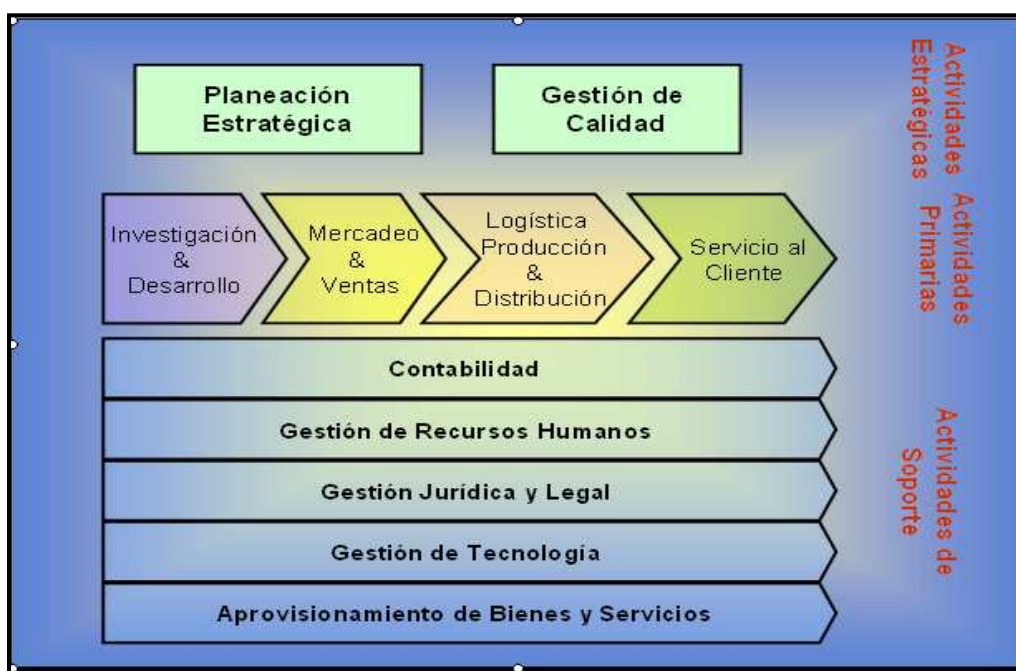 Planeación
Estratégica
Gestión de
Calidad
Actividades
Estratégicas
Investigación
&
Desarrollo
Mercadeo
&
Ventas
Logística
Producción
&
Distribución
Servicio al
Cliente
Actividades
Primarias
Contabilidad
Gestión de Recursos Humanos
Gestión Jurídica y Legal
Gestión de Tecnología
Aprovisionamiento de Bienes y Servicios
Actividades de
Soporte